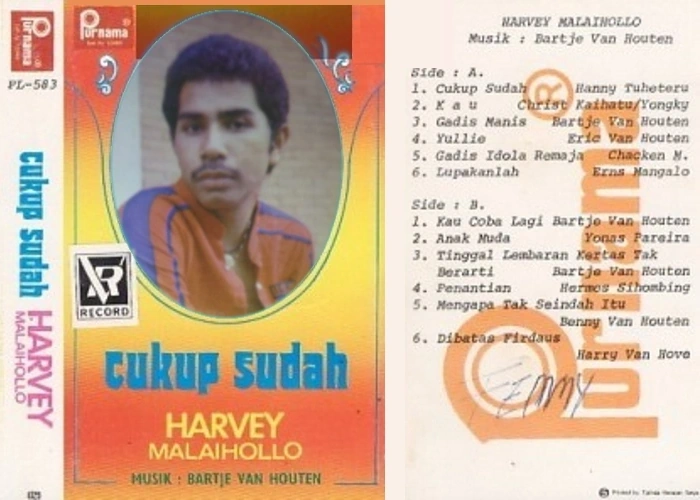 Purnama
PL-583
cukup sudah
HARVEY
MALAIHOLLO
Purnama
VR
RECORD
cukup sudah
HARVEY
MALAIHOLLO
MUSIK : BARTJE VAN HOUTEN
HARVEY MALAIHOLLO
Musik : Bartje Van Houten
Side : A.
1. Cukup Sudah Hanny Tuheteru
2. K a u Christ Kaihatu/Yongky
3. Gadis Manis Bartje Van Houten
4. Yullie Eric Van Houten
5. Gadis Idola Remaja Chacken M.
6. Lupakanlah Erns Mangalo
Side : B.
1. Kau Coba Lagi Bartje Van Houten
2. Anak Muda Yonas Pareira
3. Tinggal Lembaran Kertas Tak
Berarti Bartje Van Houten
4. Penantian Hermes Sihombing
5. Mengapa Tak Seindah Itu
Benny Van Houten
6. Dibatas Firdaus
Harry Van Hove
Purnama ®